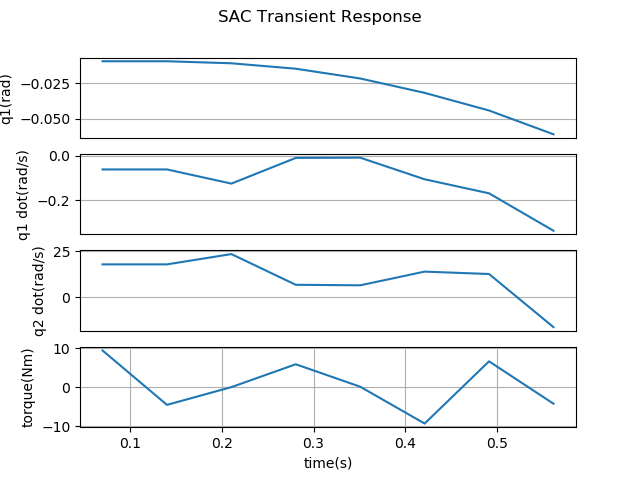 SAC Transient Response
q1(rad)
−0.025
−0.050
q1 dot(rad/s)
0.0
−0.2
q2 dot(rad/s)
25
0
torque(Nm)
10
0
−10
0.1 0.2 0.3 0.4 0.5
time(s)